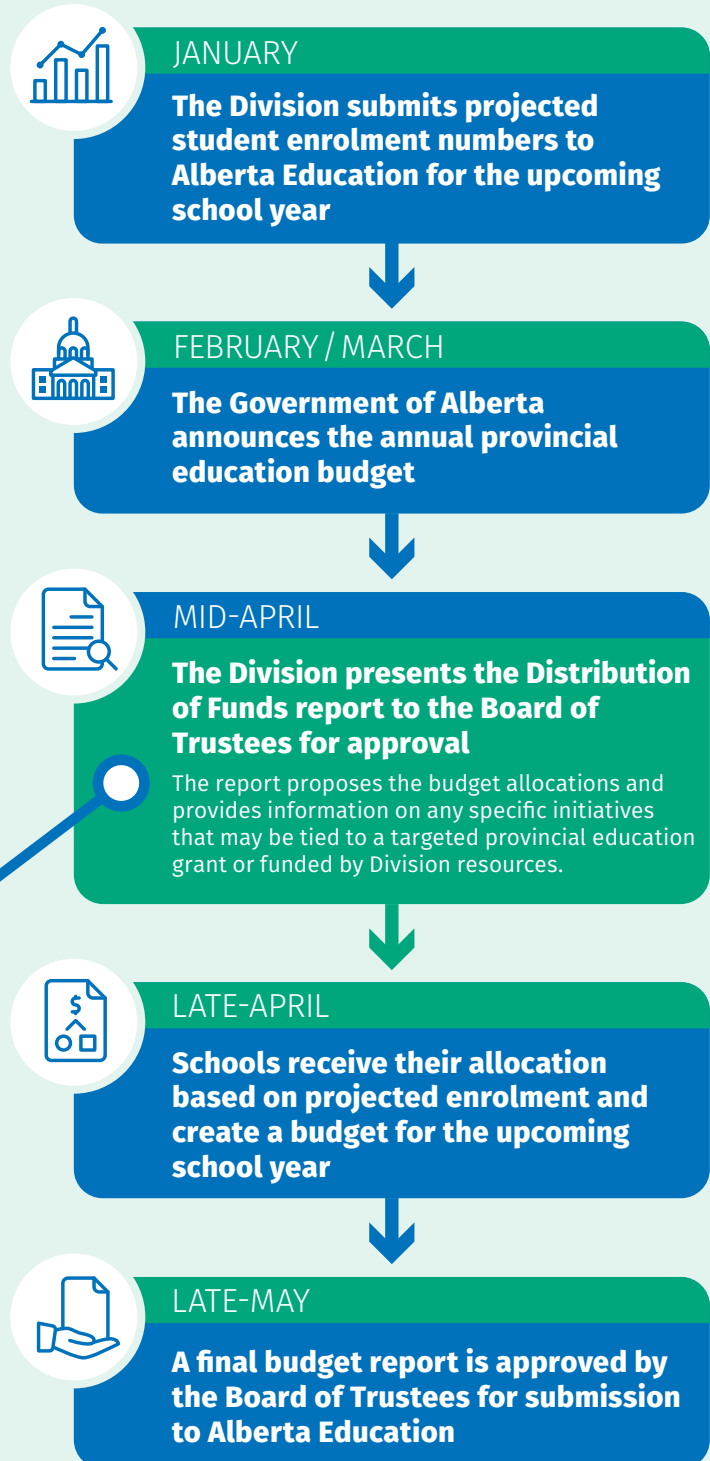 JANUARY
The Division submits projected
student enrolment numbers to
Alberta Education for the upcoming
school year
FEBRUARY / MARCH
The Government of Alberta
announces the annual provincial
education budget
MID-APRIL
The Division presents the Distribution
of Funds report to the Board of
Trustees for approval
The report proposes the budget allocations and
provides information on any specific initiatives
that may be tied to a targeted provincial education
grant or funded by Division resources.
$
LATE-APRIL
Schools receive their allocation
based on projected enrolment and
create a budget for the upcoming
school year
LATE-MAY
A final budget report is approved by
the Board of Trustees for submission
to Alberta Education